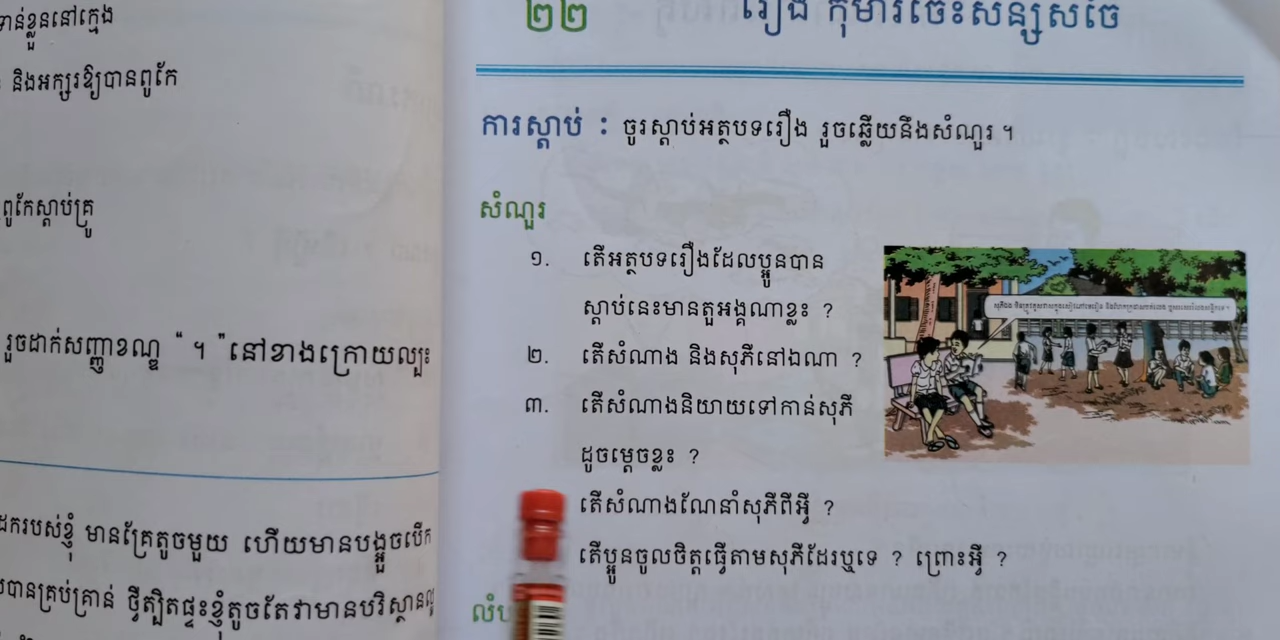 ទាន់ខ្លួននៅក្មេង
និងអក្សរឱ្យបានពូកែ
ពូកែស្តាប់គ្រូ
រួចដាក់សញ្ញាខណ្ឌ “ ។ ” នៅខាងក្រោយល្បះ
របស់ខ្ញុំ មានគ្រែតូចមួយ ហើយមានបង្អួចបើក
បានគ្រប់គ្រាន់ ថ្វីត្បិតផ្ទះខ្ញុំតូចតែវាមានបរិស្ថានល្អ
២២ រឿង កុមារចេះសន្សំសំចៃ
ការស្តាប់ : ចូរស្តាប់អត្ថបទរឿង រួចឆ្លើយនឹងសំណួរ ។
សំណួរ
១. តើអត្ថបទរឿងដែលប្អូនបាន
ស្តាប់នេះមានតួអង្គណាខ្លះ ?
២. តើសំណាង និងសុភីនៅឯណា ?
៣. តើសំណាងនិយាយទៅកាន់សុភី
ដូចម្តេចខ្លះ ?
តើសំណាងណែនាំសុភីពីអ្វី ?
តើប្អូនចូលចិត្តធ្វើតាមសុភីដែរឬទេ ? ព្រោះអ្វី ?